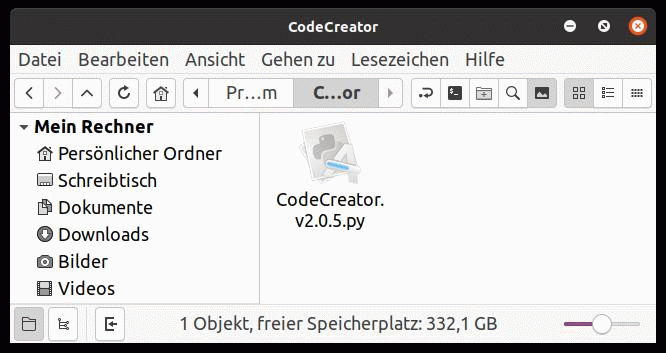 CodeCreator
Datei Bearbeiten Ansicht Gehen zu Lesezeichen Hilfe
Pr…m C…or
Mein Rechner
Persönlicher Ordner
Schreibtisch
Dokumente
Downloads
Bilder
Videos
CodeCreator.
v2.0.5.py
1 Objekt, freier Speicherplatz: 332,1 GB